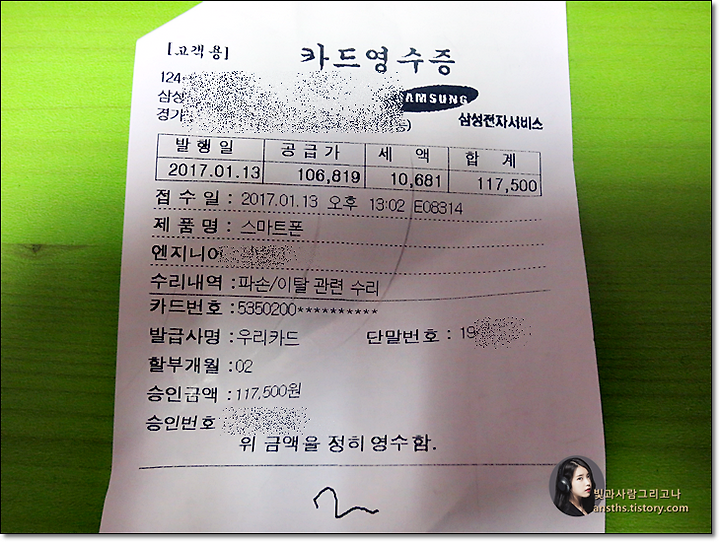 [고객용] 카드영수증
124-
삼성 SAMSUNG
경기 삼성전자서비스
발행일 공급가 세액 합계
2017.01.13 106,819 10,681 117,500
접수일 : 2017.01.13 오후 13:02 E08314
제품명 : 스마트폰
엔지니어
수리내역 : 파손/이탈 관련 수리
카드번호 : 5350200**********
발급사명 : 우리카드 단말번호 : 19
할부개월 : 02
승인금액 : 117,500원
승인번호
위 금액을 정히 영수함.
빛과사람그리고나
ansths.tistory.com